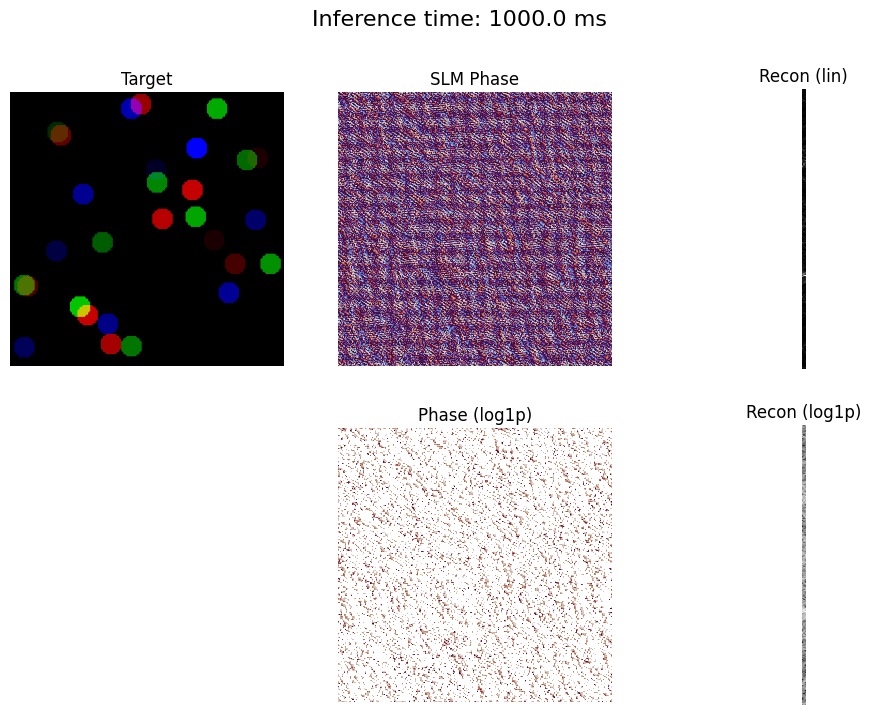 Inference time: 1000.0 ms
Target
SLM Phase
Recon (lin)
Phase (log1p)
Recon (log1p)